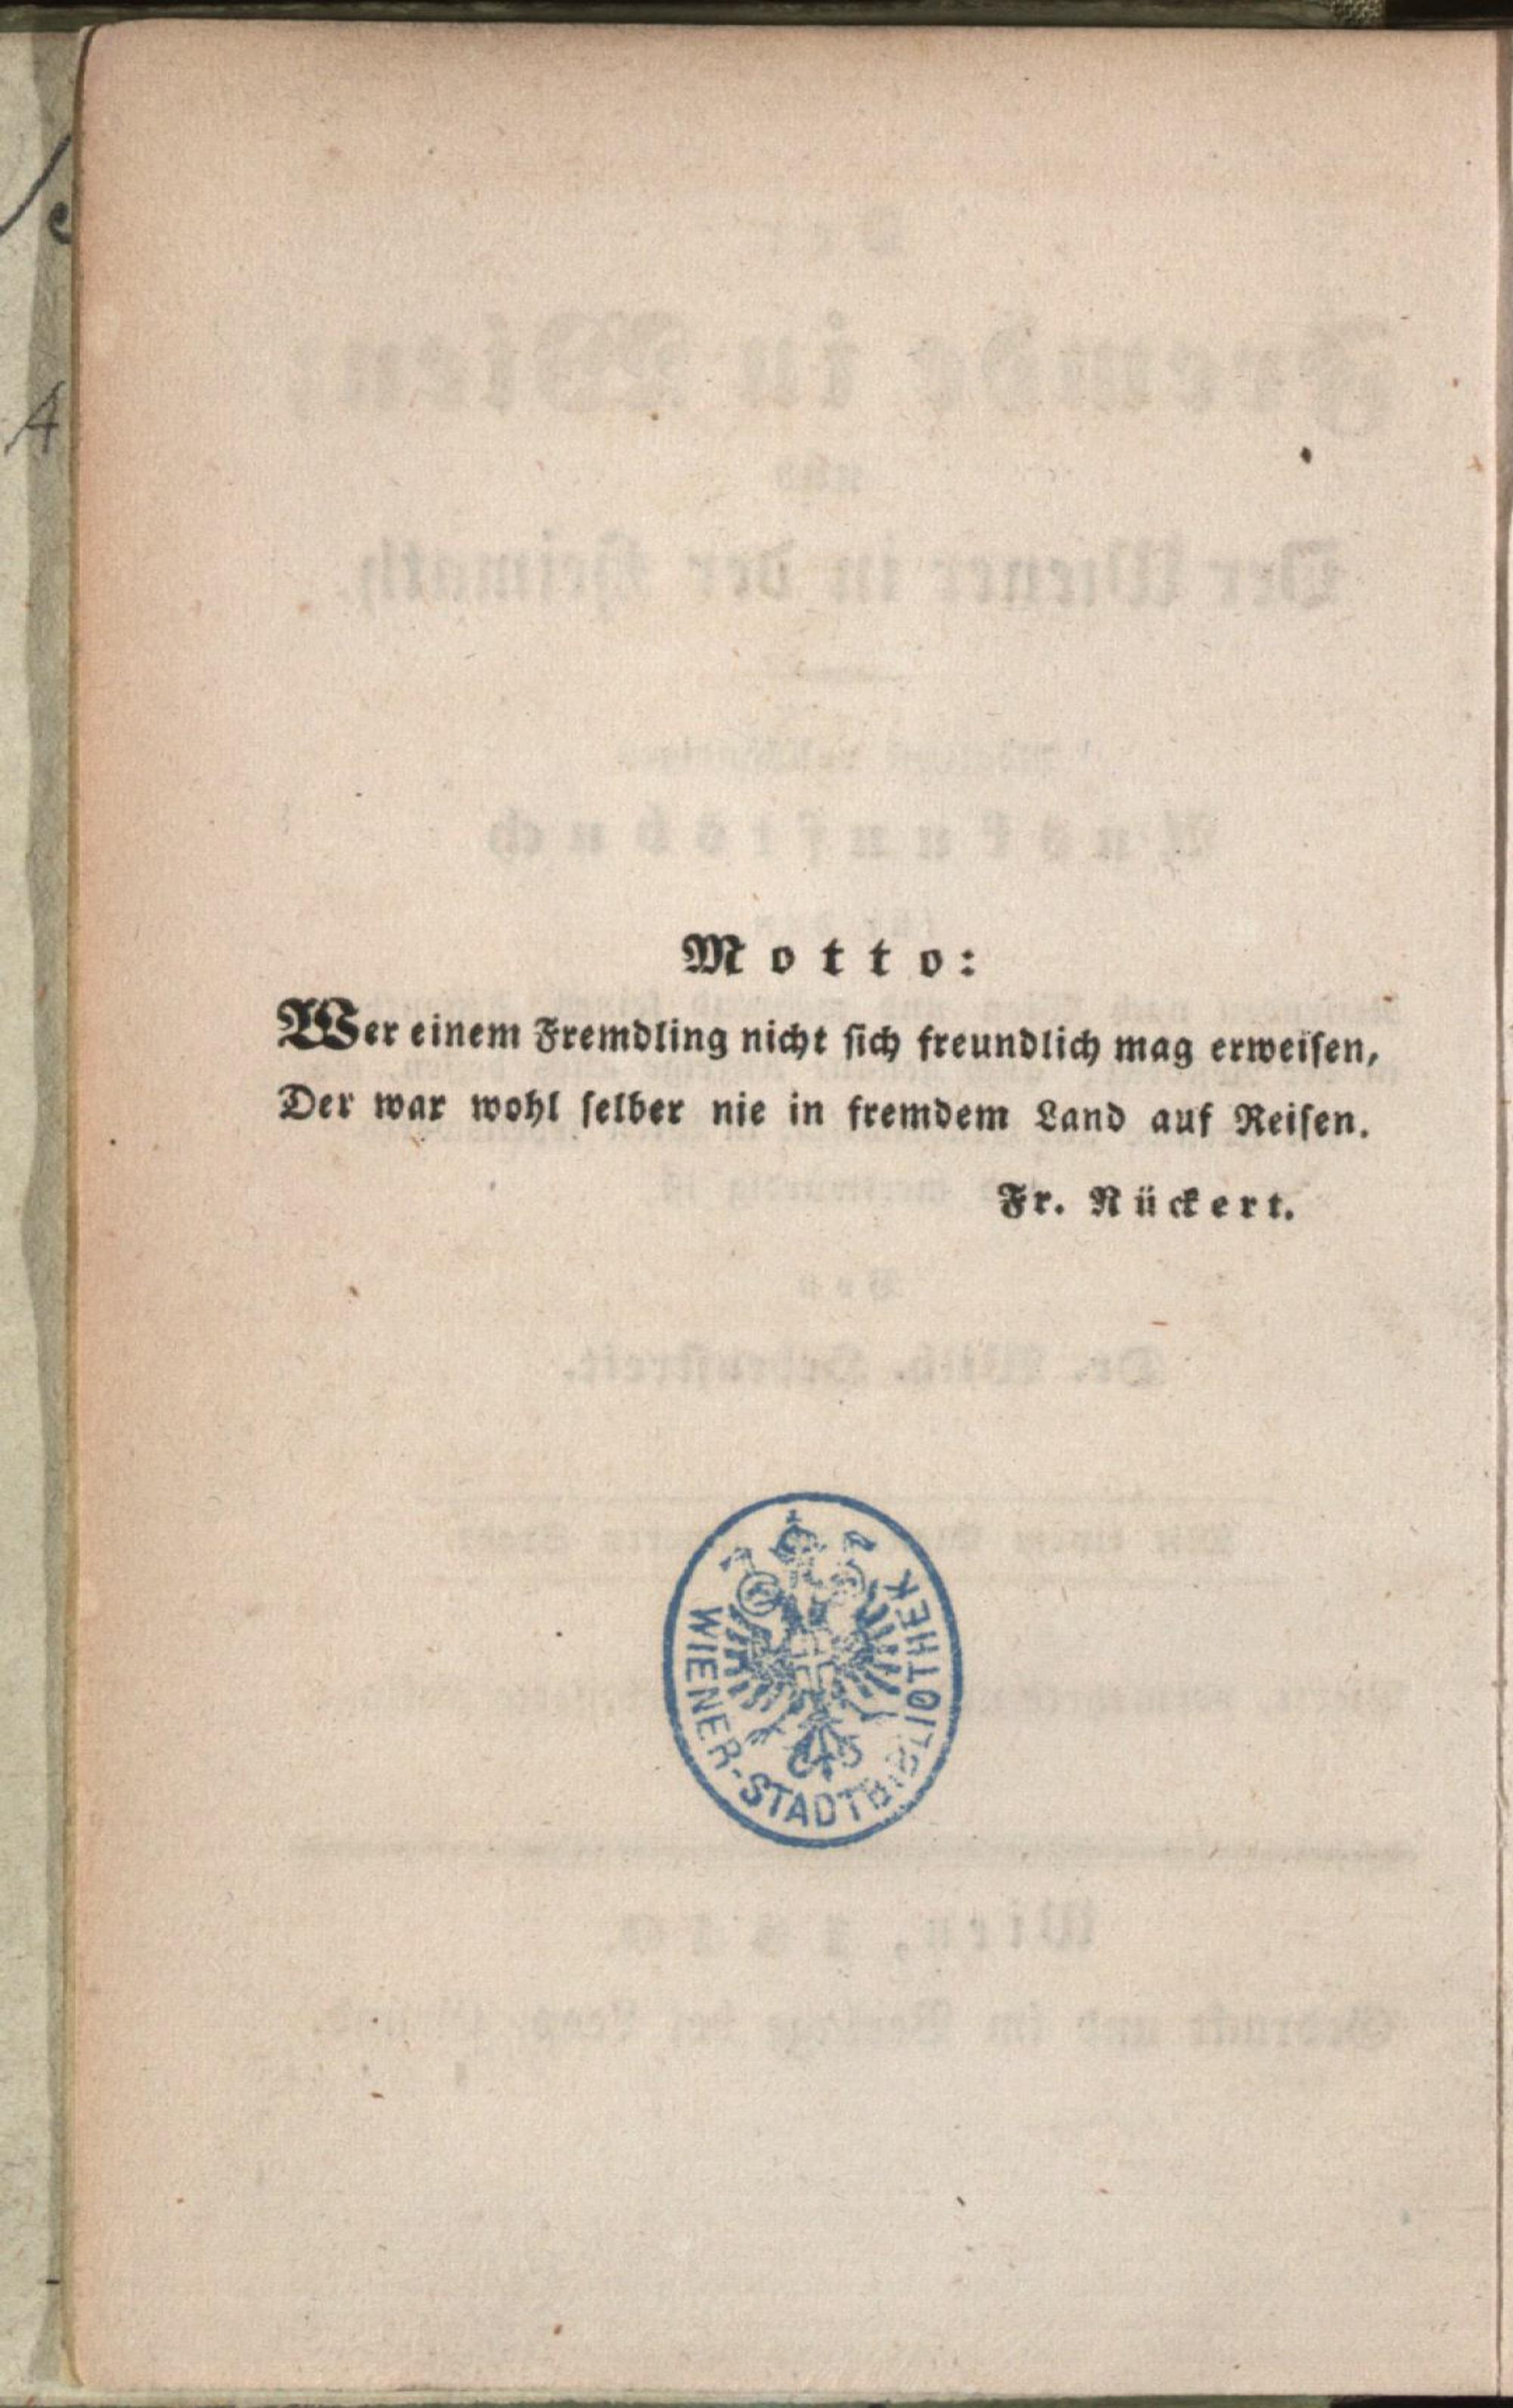 Motto:
Wer einem Fremdling nicht sich freundlich mag erweisen,
Der war wohl selber nie in fremdem Land auf Reisen.
Fr. Rückert.
WIENER-STADTBIBLIOTHEK